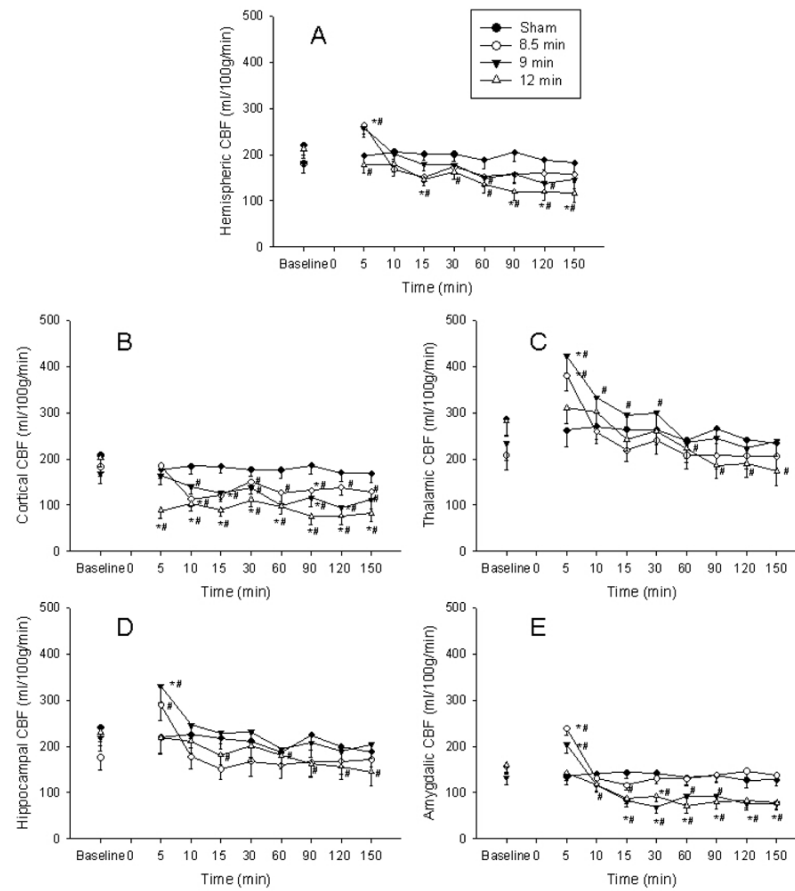 A
Sham
8.5 min
9 min
12 min
Hemispheric CBF (ml/100g/min)
500
400
300
200
100
0
*#
# *# # # # *# # *# *#
Baseline 0 5 10 15 30 60 90 120 150
Time (min)
B
Cortical CBF (ml/100g/min)
500
400
300
200
100
0
# # # *# # #
*# *# # *# *# #
*# *# *# *# *# *# *# *#
Baseline 0 5 10 15 30 60 90 120 150
Time (min)
C
Thalamic CBF (ml/100g/min)
500
400
300
200
100
0
*#
*#
# # #
# # # #
Baseline 0 5 10 15 30 60 90 120 150
Time (min)
D
Hippocampal CBF (ml/100g/min)
500
400
300
200
100
0
*#
#
# # # # #
Baseline 0 5 10 15 30 60 90 120 150
Time (min)
E
Amygdalic CBF (ml/100g/min)
500
400
300
200
100
0
*#
*#
# # *# # #
*# *# *# *# *# *#
Baseline 0 5 10 15 30 60 90 120 150
Time (min)